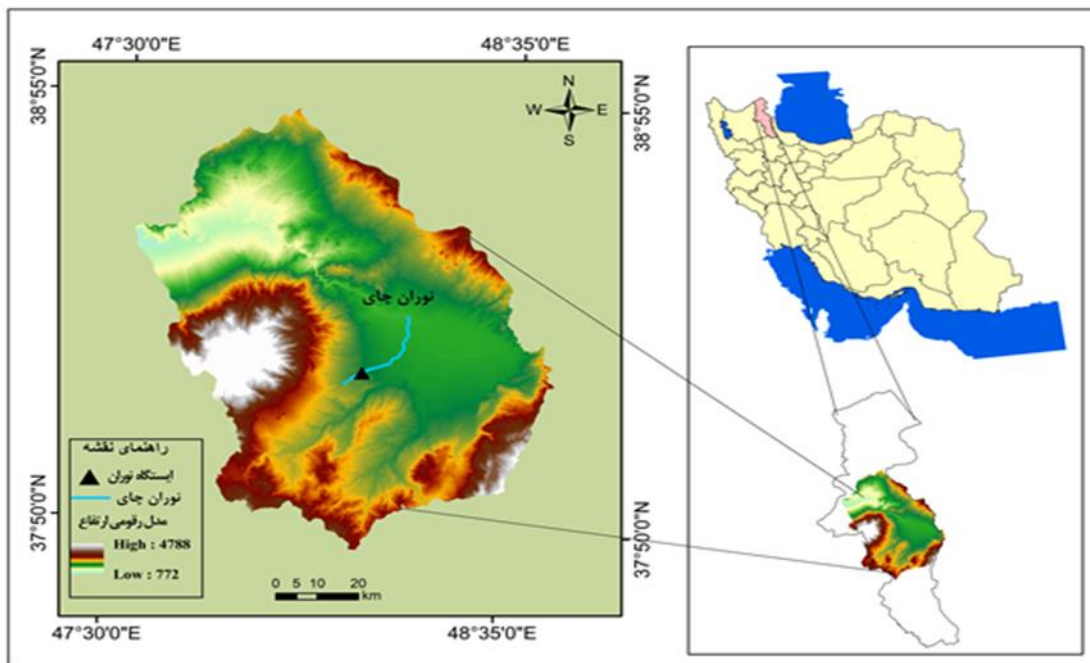 47°30'0"E
48°35'0"E
38°55'0"N
38°55'0"N
N
W E
S
نوران چای
راهنمای نقشه
ایستگاه نوران
نوران چای
مدل رقومی ارتفاع
High : 4788
Low : 772
37°50'0"N
37°50'0"N
0 5 10 20
km
47°30'0"E
48°35'0"E